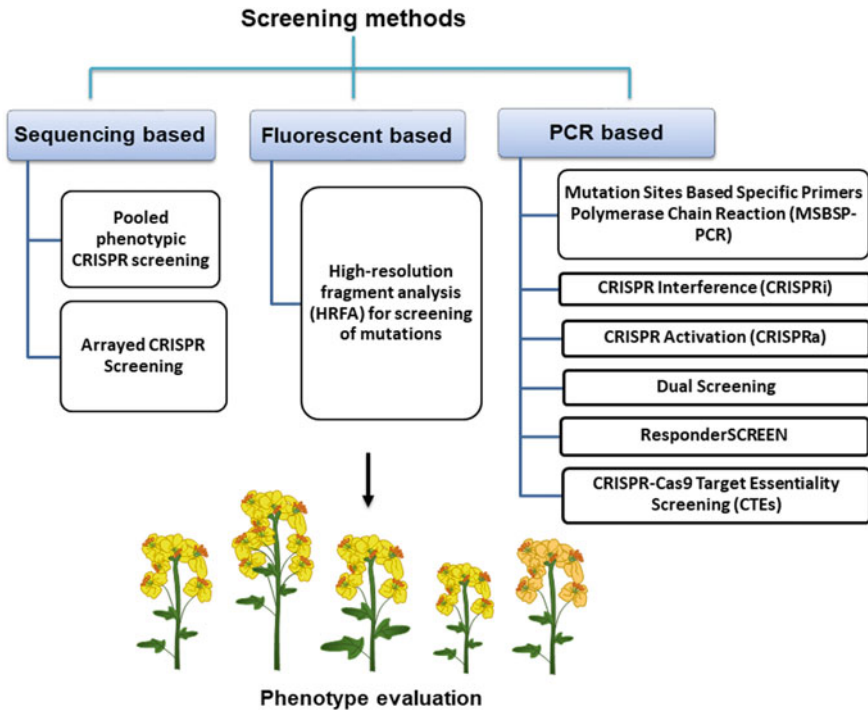 Screening methods
Sequencing based
Pooled
phenotypic
CRISPR screening
Arrayed CRISPR
Screening
Fluorescent based
High-resolution
fragment analysis
(HRFA) for screening
of mutations
PCR based
Mutation Sites Based Specific Primers
Polymerase Chain Reaction (MSBSP-
PCR)
CRISPR Interference (CRISPRi)
CRISPR Activation (CRISPRa)
Dual Screening
ResponderSCREEN
CRISPR-Cas9 Target Essentiality
Screening (CTEs)
Phenotype evaluation